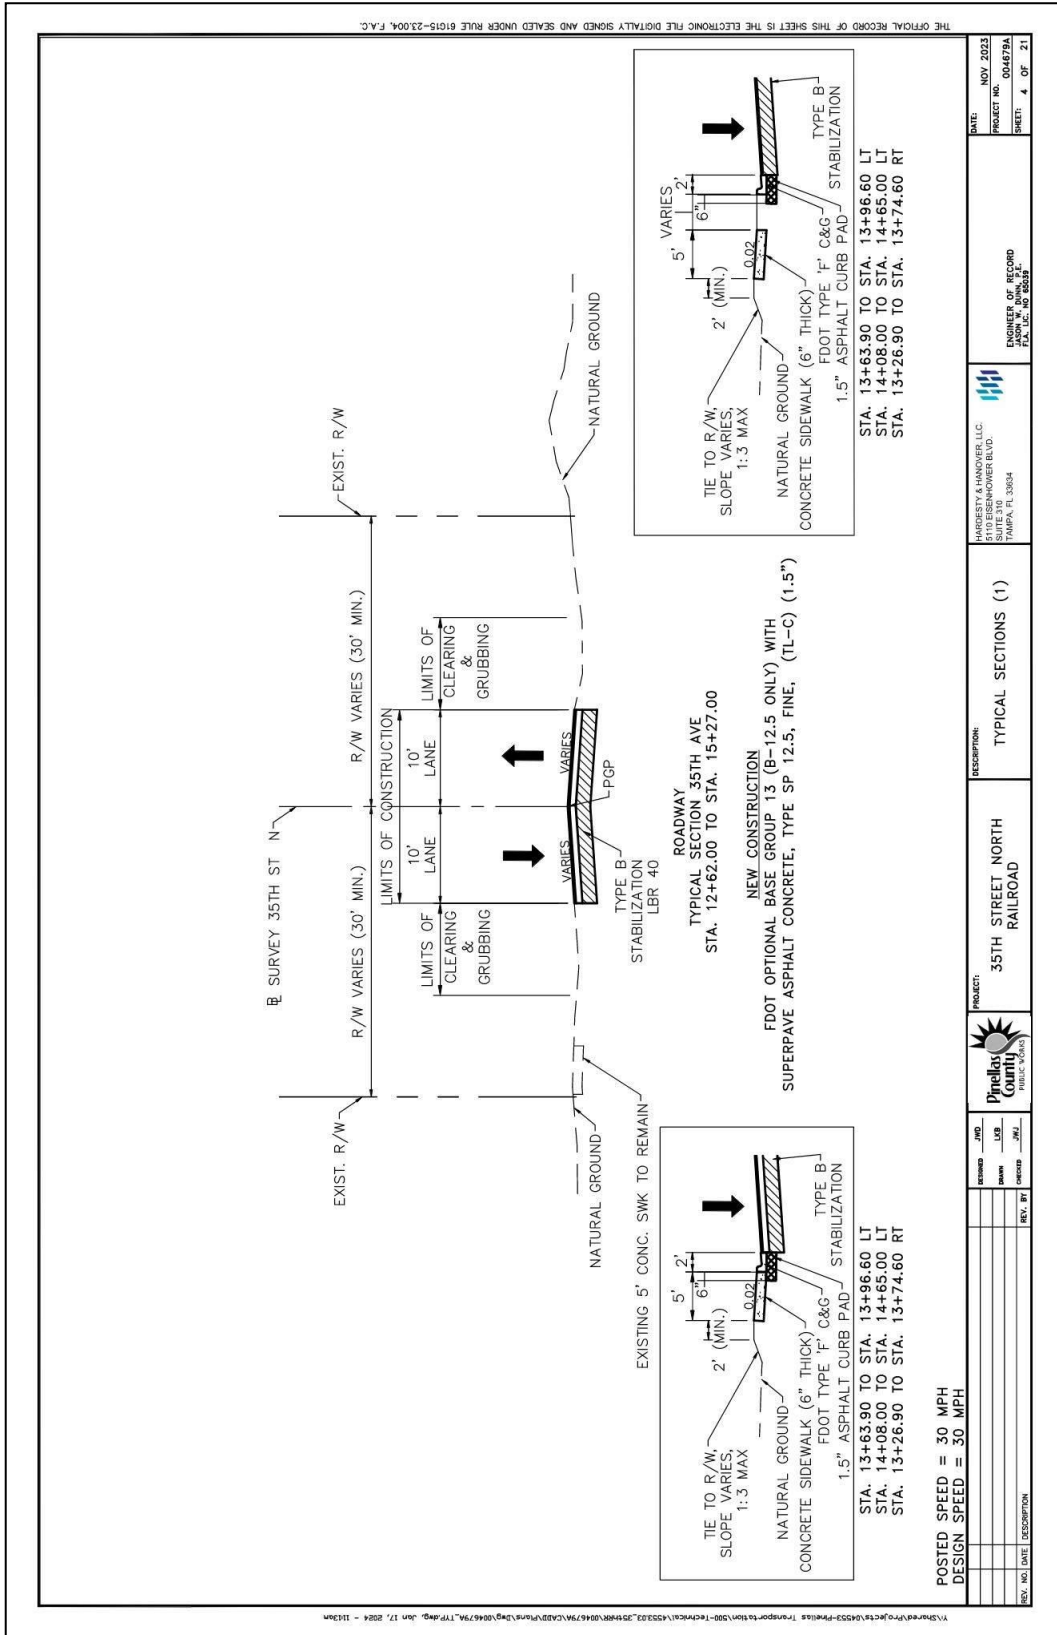 THE OFFICIAL RECORD OF THIS SHEET IS THE ELECTRONIC FILE DIGITALLY SIGNED AND SEALED UNDER RULE 61G15-23.004, F.A.C.
℄ SURVEY 35TH ST N
EXIST. R/W
R/W VARIES (30' MIN.)
R/W VARIES (30' MIN.)
EXIST. R/W
LIMITS OF CONSTRUCTION
LIMITS OF
CLEARING
&
GRUBBING
10'
LANE
10'
LANE
LIMITS OF
CLEARING
&
GRUBBING
VARIES
VARIES
NATURAL GROUND
NATURAL GROUND
PGP
TYPE B
STABILIZATION
LBR 40
EXISTING 5' CONC. SWK TO REMAIN
ROADWAY
TYPICAL SECTION 35TH AVE
STA. 12+62.00 TO STA. 15+27.00
NEW CONSTRUCTION
FDOT OPTIONAL BASE GROUP 13 (B-12.5 ONLY) WITH
SUPERPAVE ASPHALT CONCRETE, TYPE SP 12.5, FINE, (TL-C) (1.5")
5'
2'
6"
2' (MIN.)
0.02
TIE TO R/W,
SLOPE VARIES,
1:3 MAX
NATURAL GROUND
CONCRETE SIDEWALK (6" THICK)
FDOT TYPE 'F' C&G
1.5" ASPHALT CURB PAD
TYPE B
STABILIZATION
STA. 13+63.90 TO STA. 13+96.60 LT
STA. 14+08.00 TO STA. 14+65.00 LT
STA. 13+26.90 TO STA. 13+74.60 RT
5'
VARIES
2'
6"
2' (MIN.)
0.02
TIE TO R/W,
SLOPE VARIES,
1:3 MAX
NATURAL GROUND
CONCRETE SIDEWALK (6" THICK)
FDOT TYPE 'F' C&G
1.5" ASPHALT CURB PAD
TYPE B
STABILIZATION
STA. 13+63.90 TO STA. 13+96.60 LT
STA. 14+08.00 TO STA. 14+65.00 LT
STA. 13+26.90 TO STA. 13+74.60 RT
POSTED SPEED = 30 MPH
DESIGN SPEED = 30 MPH
REV. NO.
DATE
DESCRIPTION
REV. BY
DESIGNED JWD
DRAWN LKB
CHECKED JWJ
Pinellas
County
PUBLIC WORKS
PROJECT:
35TH STREET NORTH
RAILROAD
DESCRIPTION:
TYPICAL SECTIONS (1)
HARDESTY & HANOVER, LLC.
5110 EISENHOWER BLVD.
SUITE 310
TAMPA, FL 33634
ENGINEER OF RECORD
JASON W. DUNN, P.E.
FLA. LIC. NO 65039
DATE:
NOV 2023
PROJECT NO.
004679A
SHEET: 4 OF 21